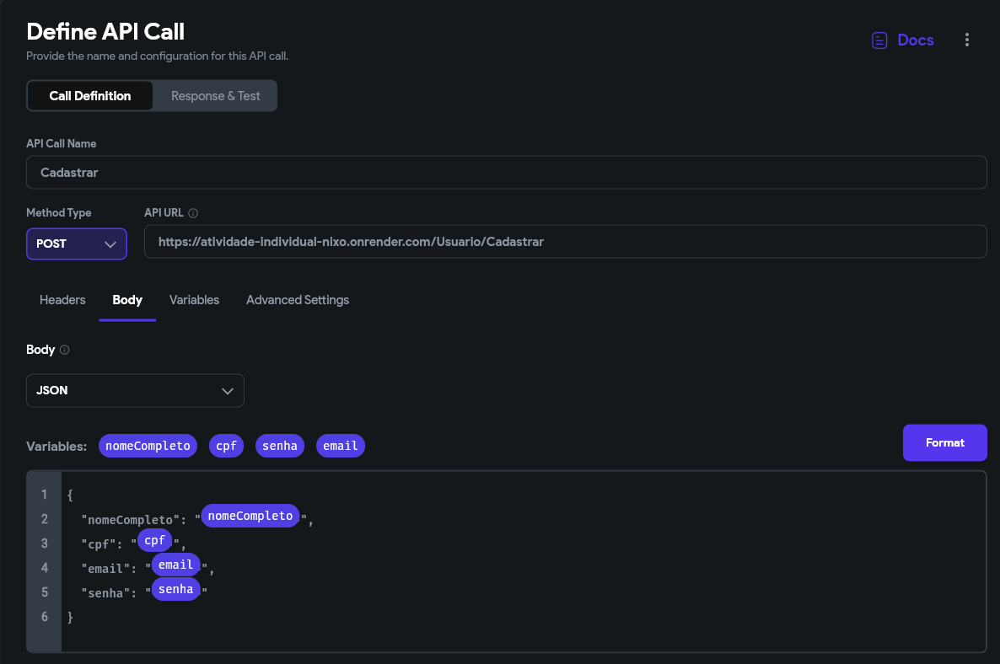 Define API Call
Docs
Provide the name and configuration for this API call.
Call Definition
Response & Test
API Call Name
Cadastrar
Method Type
API URL
POST
https://atividade-individual-nixo.onrender.com/Usuario/Cadastrar
Headers
Body
Variables
Advanced Settings
Body
JSON
Variables:
nomeCompleto
cpf
senha
email
Format
1 {
2 "nomeCompleto": "nomeCompleto",
3 "cpf": "cpf",
4 "email": "email",
5 "senha": "senha"
6 }